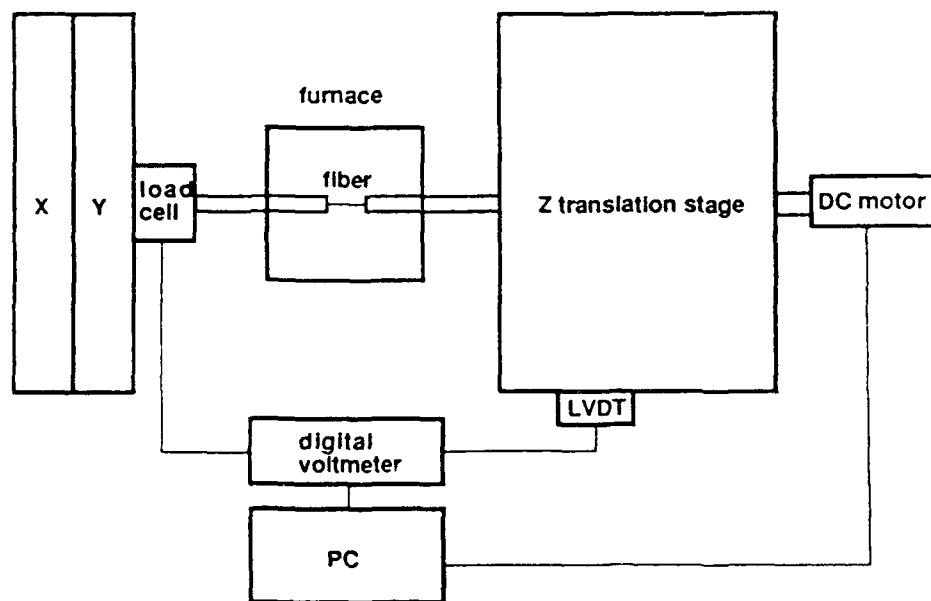 furnace
fiber
X
Y
load
cell
Z translation stage
DC motor
LVDT
digital
voltmeter
PC